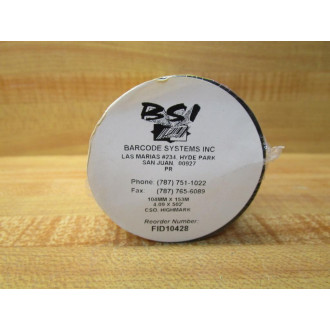 BSI
BARCODE SYSTEMS INC
LAS MARIAS #234 HYDE PARK
SAN JUAN 00927
PR
Phone: (787) 751-1022
Fax: (787) 765-6089
104MM X 153M
4.09 X 502'
CSO HIGHMARK
Reorder Number:
FID10428